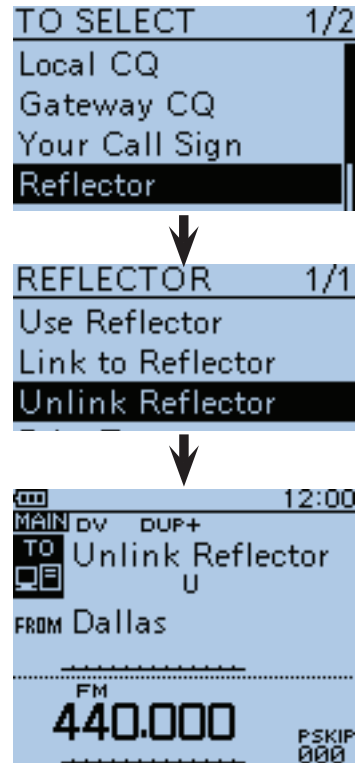 TO SELECT 1/2
Local CQ
Gateway CQ
Your Call Sign
Reflector
REFLECTOR 1/1
Use Reflector
Link to Reflector
Unlink Reflector
12:00
MAIN DV DUP+
TO Unlink Reflector
U
FROM Dallas
FM
440.000 PSKIP
000